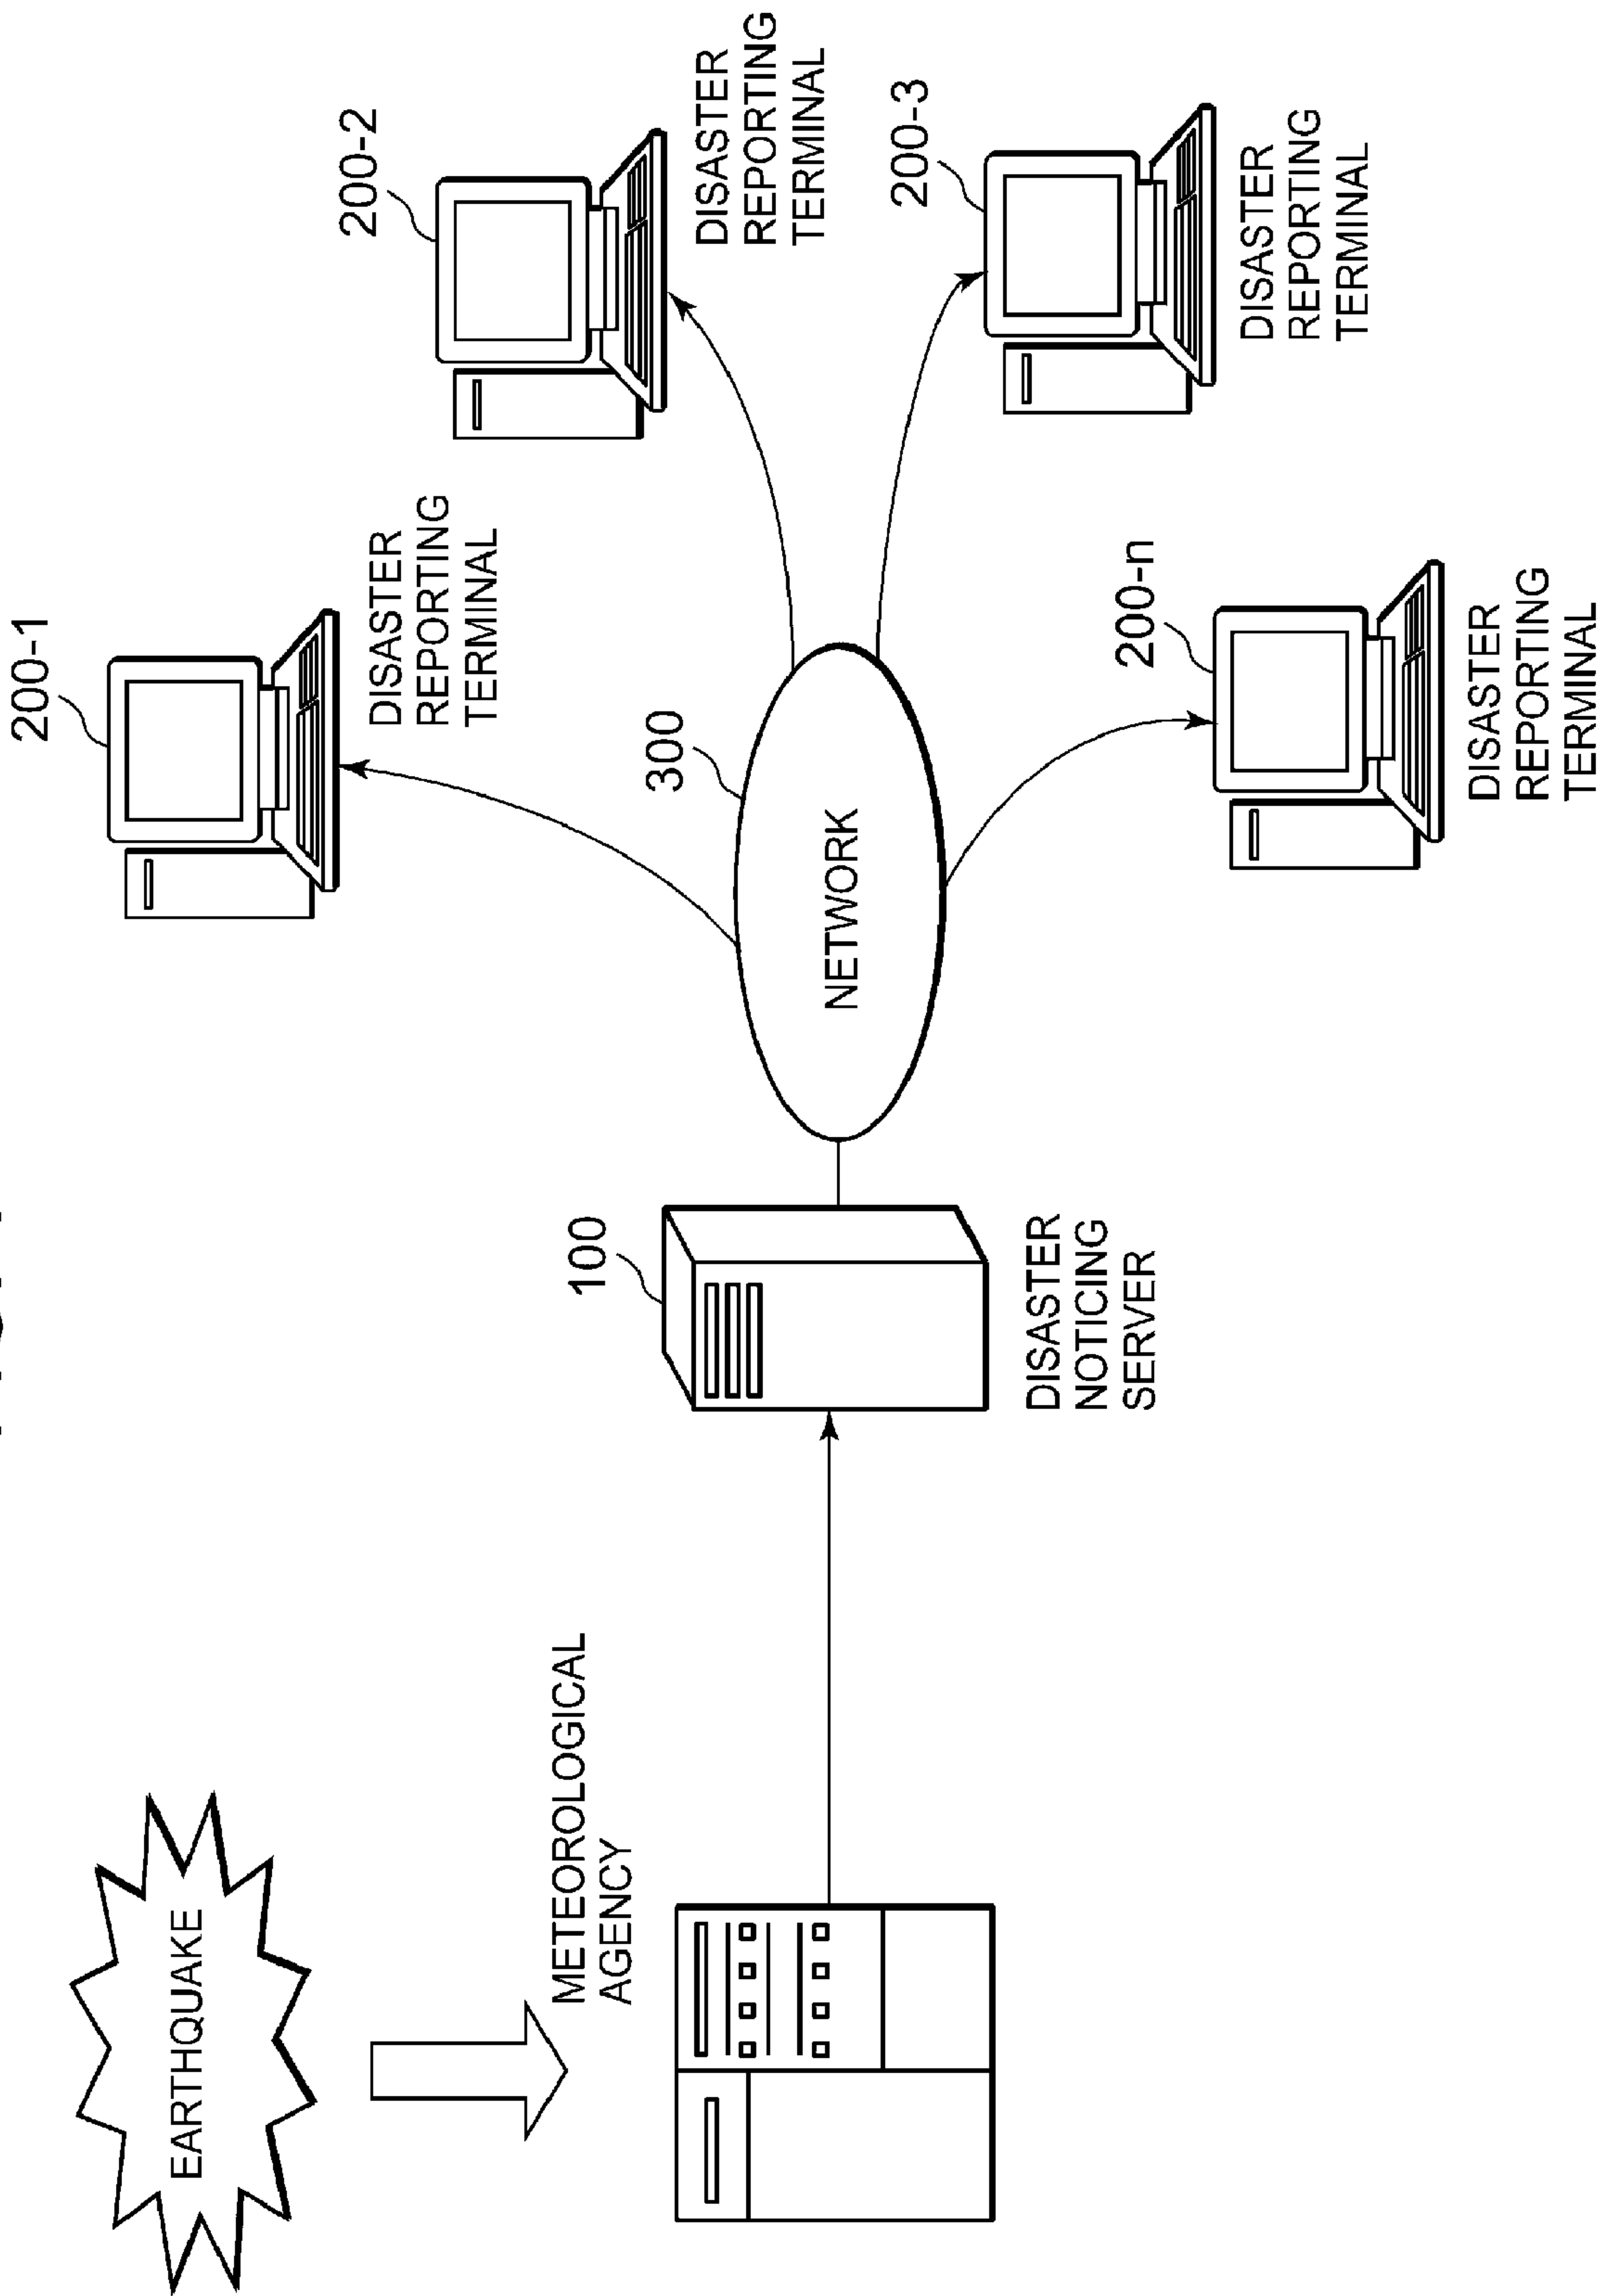 200-1
EARTHQUAKE
DISASTER
REPORTING
TERMINAL
200-2
DISASTER
REPORTING
TERMINAL
METEOROLOGICAL
AGENCY
100
300
NETWORK
DISASTER
NOTICING
SERVER
200-3
DISASTER
REPORTING
TERMINAL
200-n
DISASTER
REPORTING
TERMINAL